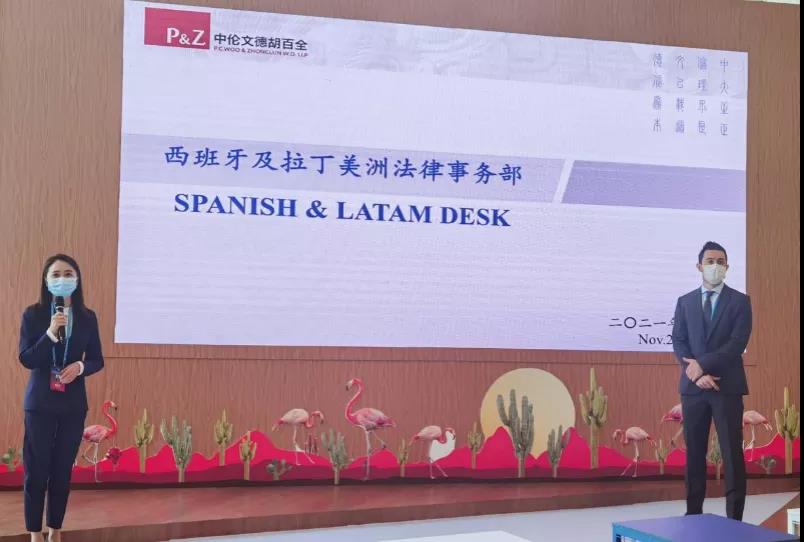 P&Z 中伦文德胡百全
P.C.WOO & ZHONGLUN W.D. LLP
西班牙及拉丁美洲法律事务部
SPANISH & LATAM DESK
二〇二一年
Nov.2
P&Z